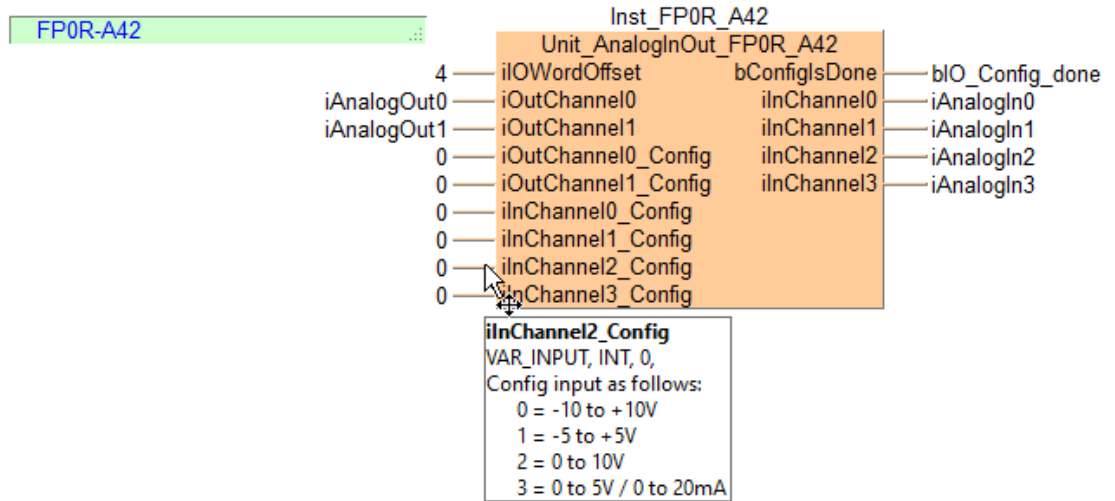 FP0R-A42
Inst_FP0R_A42
Unit_AnalogInOut_FP0R_A42
4 iIOWordOffset bConfigIsDone bIO_Config_done
iAnalogOut0 iOutChannel0 iInChannel0 iAnalogIn0
iAnalogOut1 iOutChannel1 iInChannel1 iAnalogIn1
0 iOutChannel0_Config iInChannel2 iAnalogIn2
0 iOutChannel1_Config iInChannel3 iAnalogIn3
0 iInChannel0_Config
0 iInChannel1_Config
0 iInChannel2_Config
0 iInChannel3_Config
iInChannel2_Config
VAR_INPUT, INT, 0,
Config input as follows:
0 = -10 to +10V
1 = -5 to +5V
2 = 0 to 10V
3 = 0 to 5V / 0 to 20mA